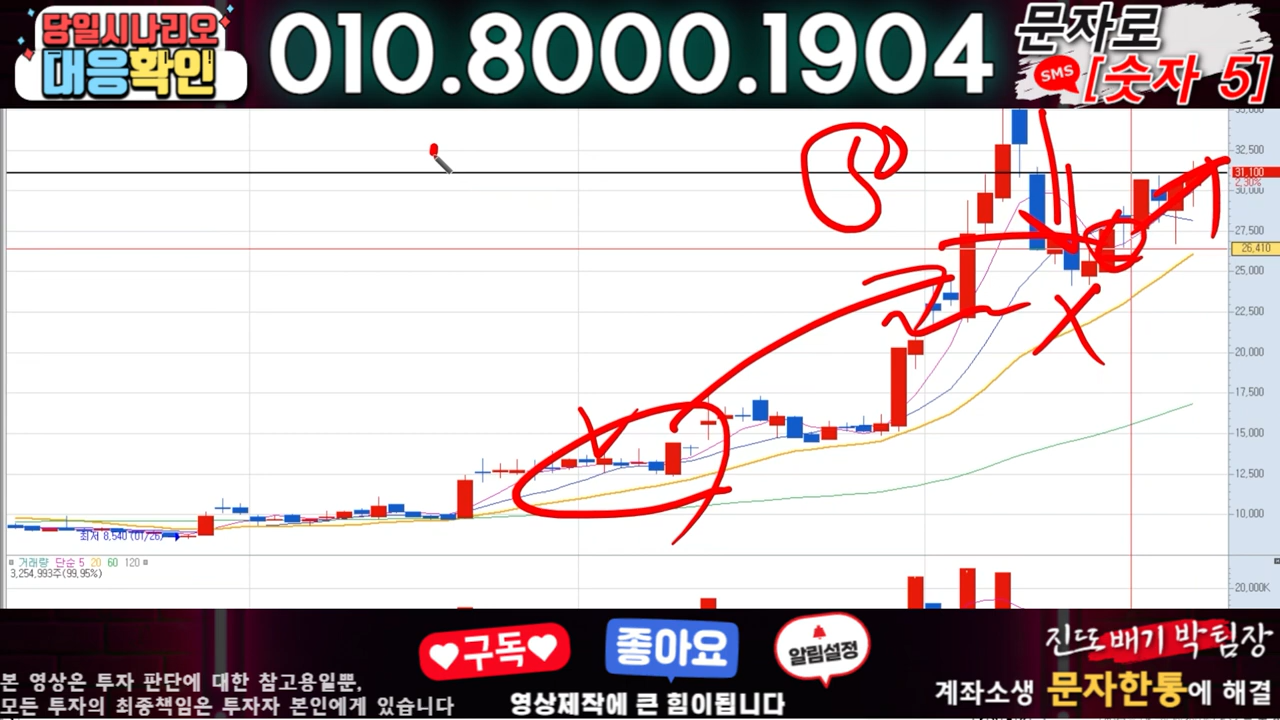 당일시나리오
대응확인
010.8000.1904
문자로
SMS
[숫자 5]
32,500
31,100
2.30%
30,000
27,500
26,410
25,000
22,500
20,000
17,500
15,000
12,500
10,000
최저 8,540 (01/26)
거래량 단순 5 20 60 120
3,254,993주(99.95%)
20,000K
구독
좋아요
알림설정
진또배기 박팀장
본 영상은 투자 판단에 대한 참고용일뿐,
모든 투자의 최종책임은 투자자 본인에게 있습니다
영상제작에 큰 힘이됩니다
계좌소생 문자한통에 해결